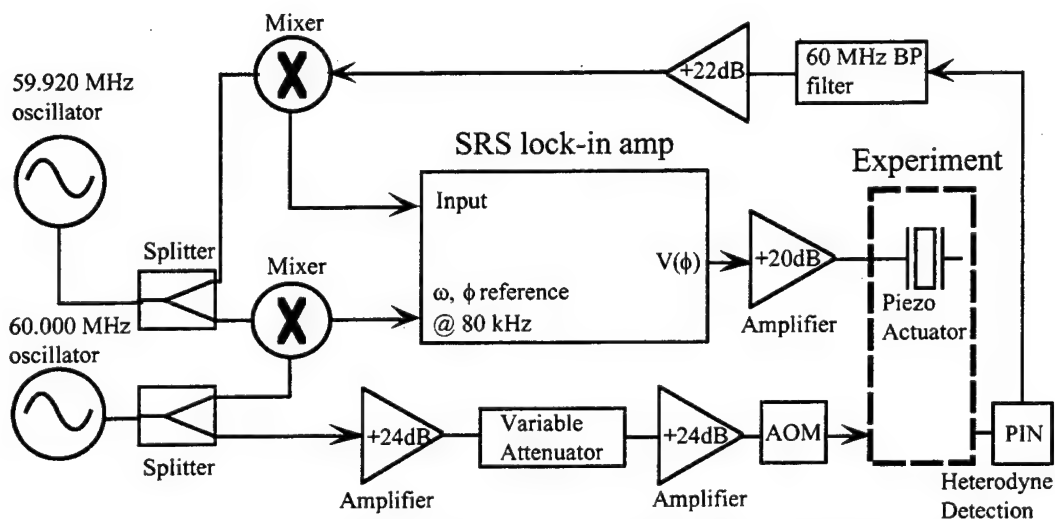 Mixer
59.920 MHz
oscillator
X
+22dB
60 MHz BP
filter
SRS lock-in amp
Experiment
Input
Splitter
Mixer
X
V(ϕ)
+20dB
ω, ϕ reference
@ 80 kHz
Amplifier
Piezo
Actuator
60.000 MHz
oscillator
Splitter
+24dB
Amplifier
Variable
Attenuator
+24dB
Amplifier
AOM
PIN
Heterodyne
Detection